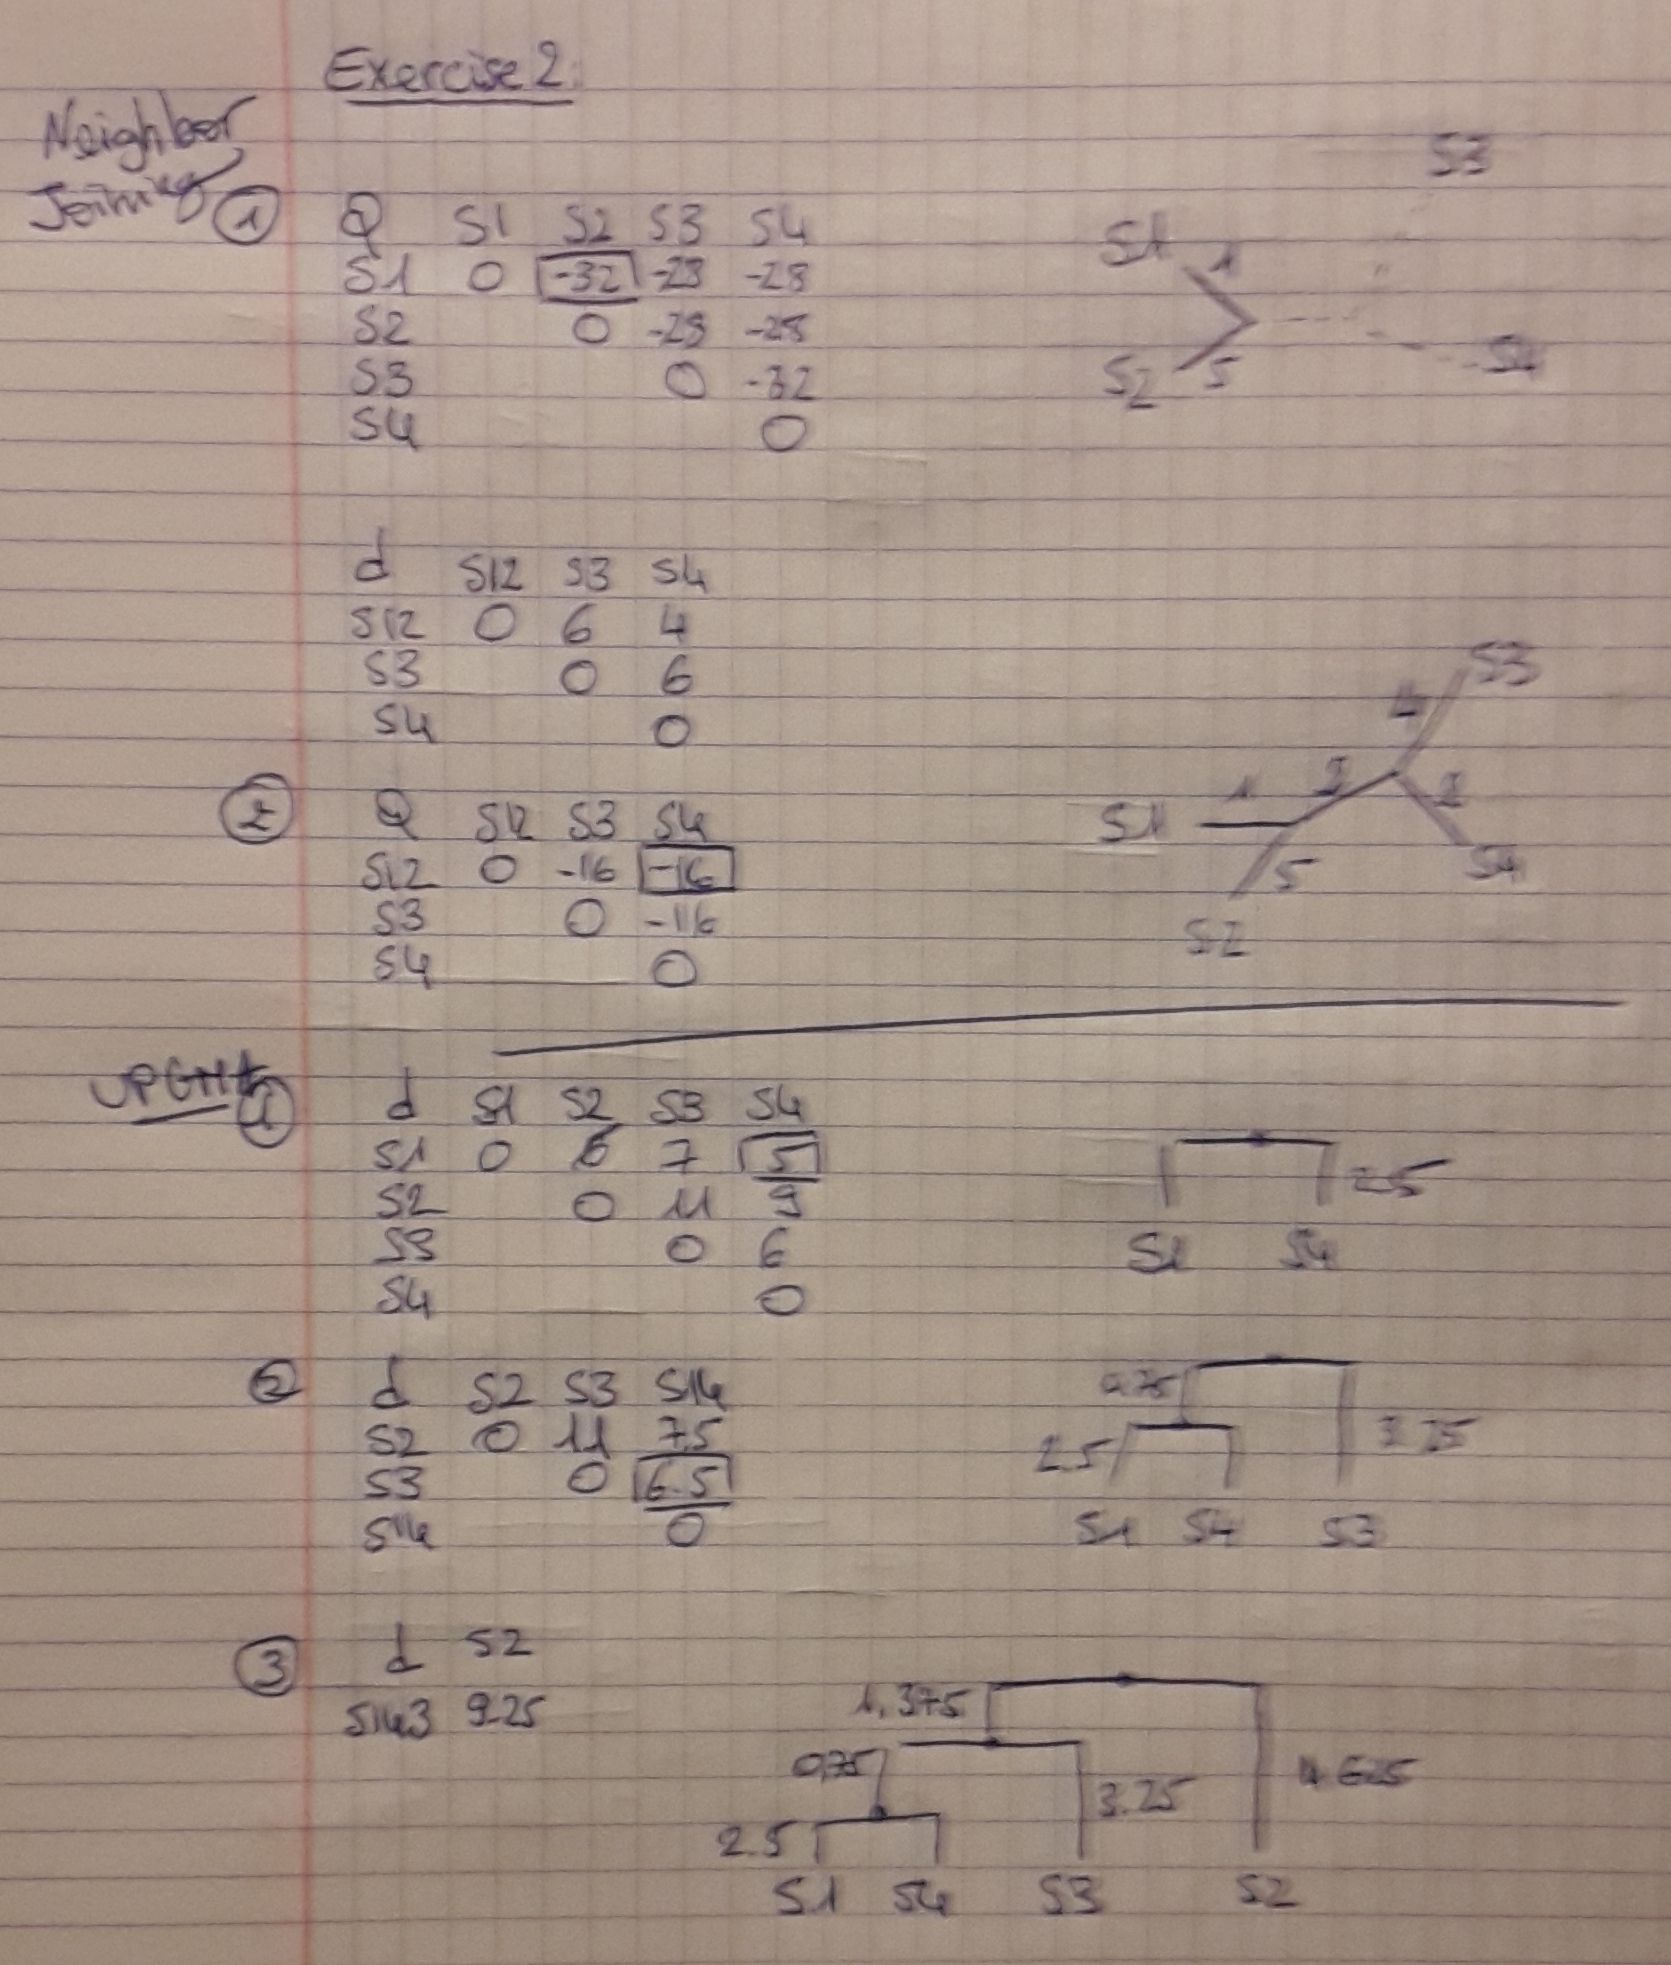 Exercise 2:
Neighbor
Joining
① Q S1 S2 S3 S4
S1 0 -32 -28 -28
S2 0 -28 -28
S3 0 -32
S4 0
S3
S1 1
S2 5
S4
d S12 S3 S4
S12 0 6 4
S3 0 6
S4 0
② Q S12 S3 S4
S12 0 -16 -16
S3 0 -16
S4 0
S3
4
1 2 2
S1
5 S4
S2
UPGMA
① d S1 S2 S3 S4
S1 0 6 7 5
S2 0 11 9
S3 0 6
S4 0
2.5
S1 S4
② d S2 S3 S14
S2 0 11 7.5
S3 0 6.5
S14 0
0.75
2.5 3.25
S1 S4 S3
③ d S2
S143 9.25
1.375
0.75 3.25 4.625
2.5
S1 S4 S3 S2